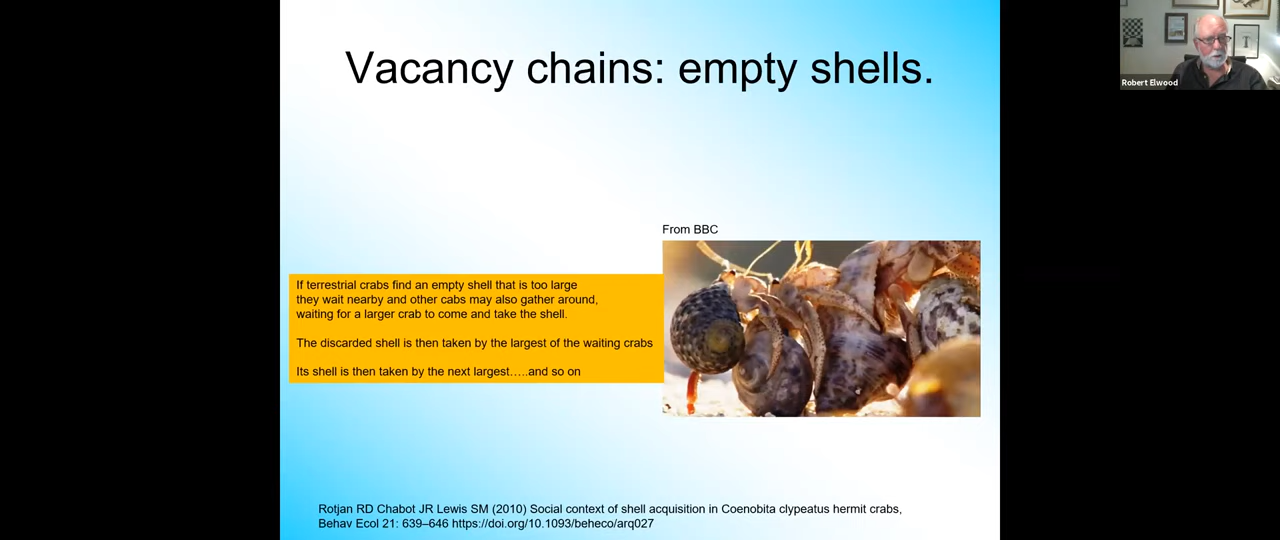 Vacancy chains: empty shells.
Robert Elwood
From BBC
If terrestrial crabs find an empty shell that is too large
they wait nearby and other cabs may also gather around,
waiting for a larger crab to come and take the shell.
The discarded shell is then taken by the largest of the waiting crabs
Its shell is then taken by the next largest…..and so on
Rotjan RD Chabot JR Lewis SM (2010) Social context of shell acquisition in Coenobita clypeatus hermit crabs,
Behav Ecol 21: 639–646 https://doi.org/10.1093/beheco/arq027